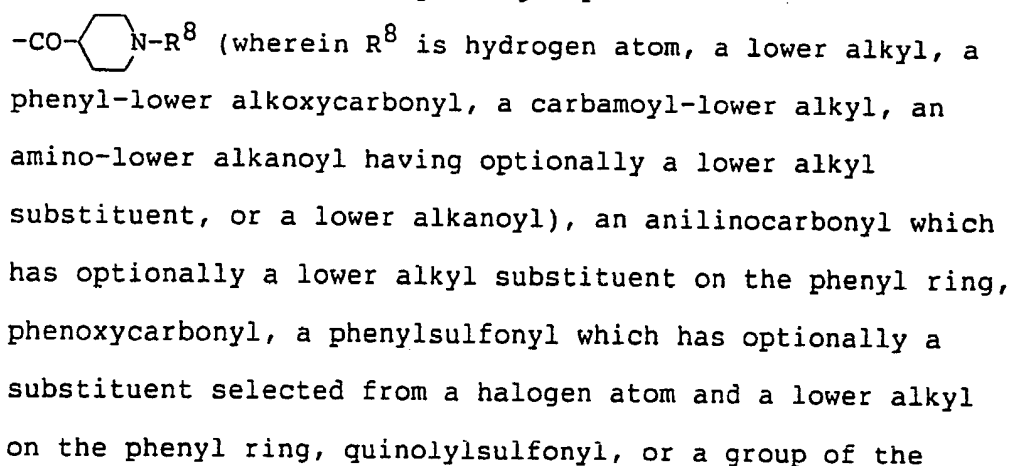 -CO-N-R8 (wherein R8 is hydrogen atom, a lower alkyl, a
phenyl-lower alkoxycarbonyl, a carbamoyl-lower alkyl, an
amino-lower alkanoyl having optionally a lower alkyl
substituent, or a lower alkanoyl), an anilinocarbonyl which
has optionally a lower alkyl substituent on the phenyl ring,
phenoxycarbonyl, a phenylsulfonyl which has optionally a
substituent selected from a halogen atom and a lower alkyl
on the phenyl ring, quinolylsulfonyl, or a group of the